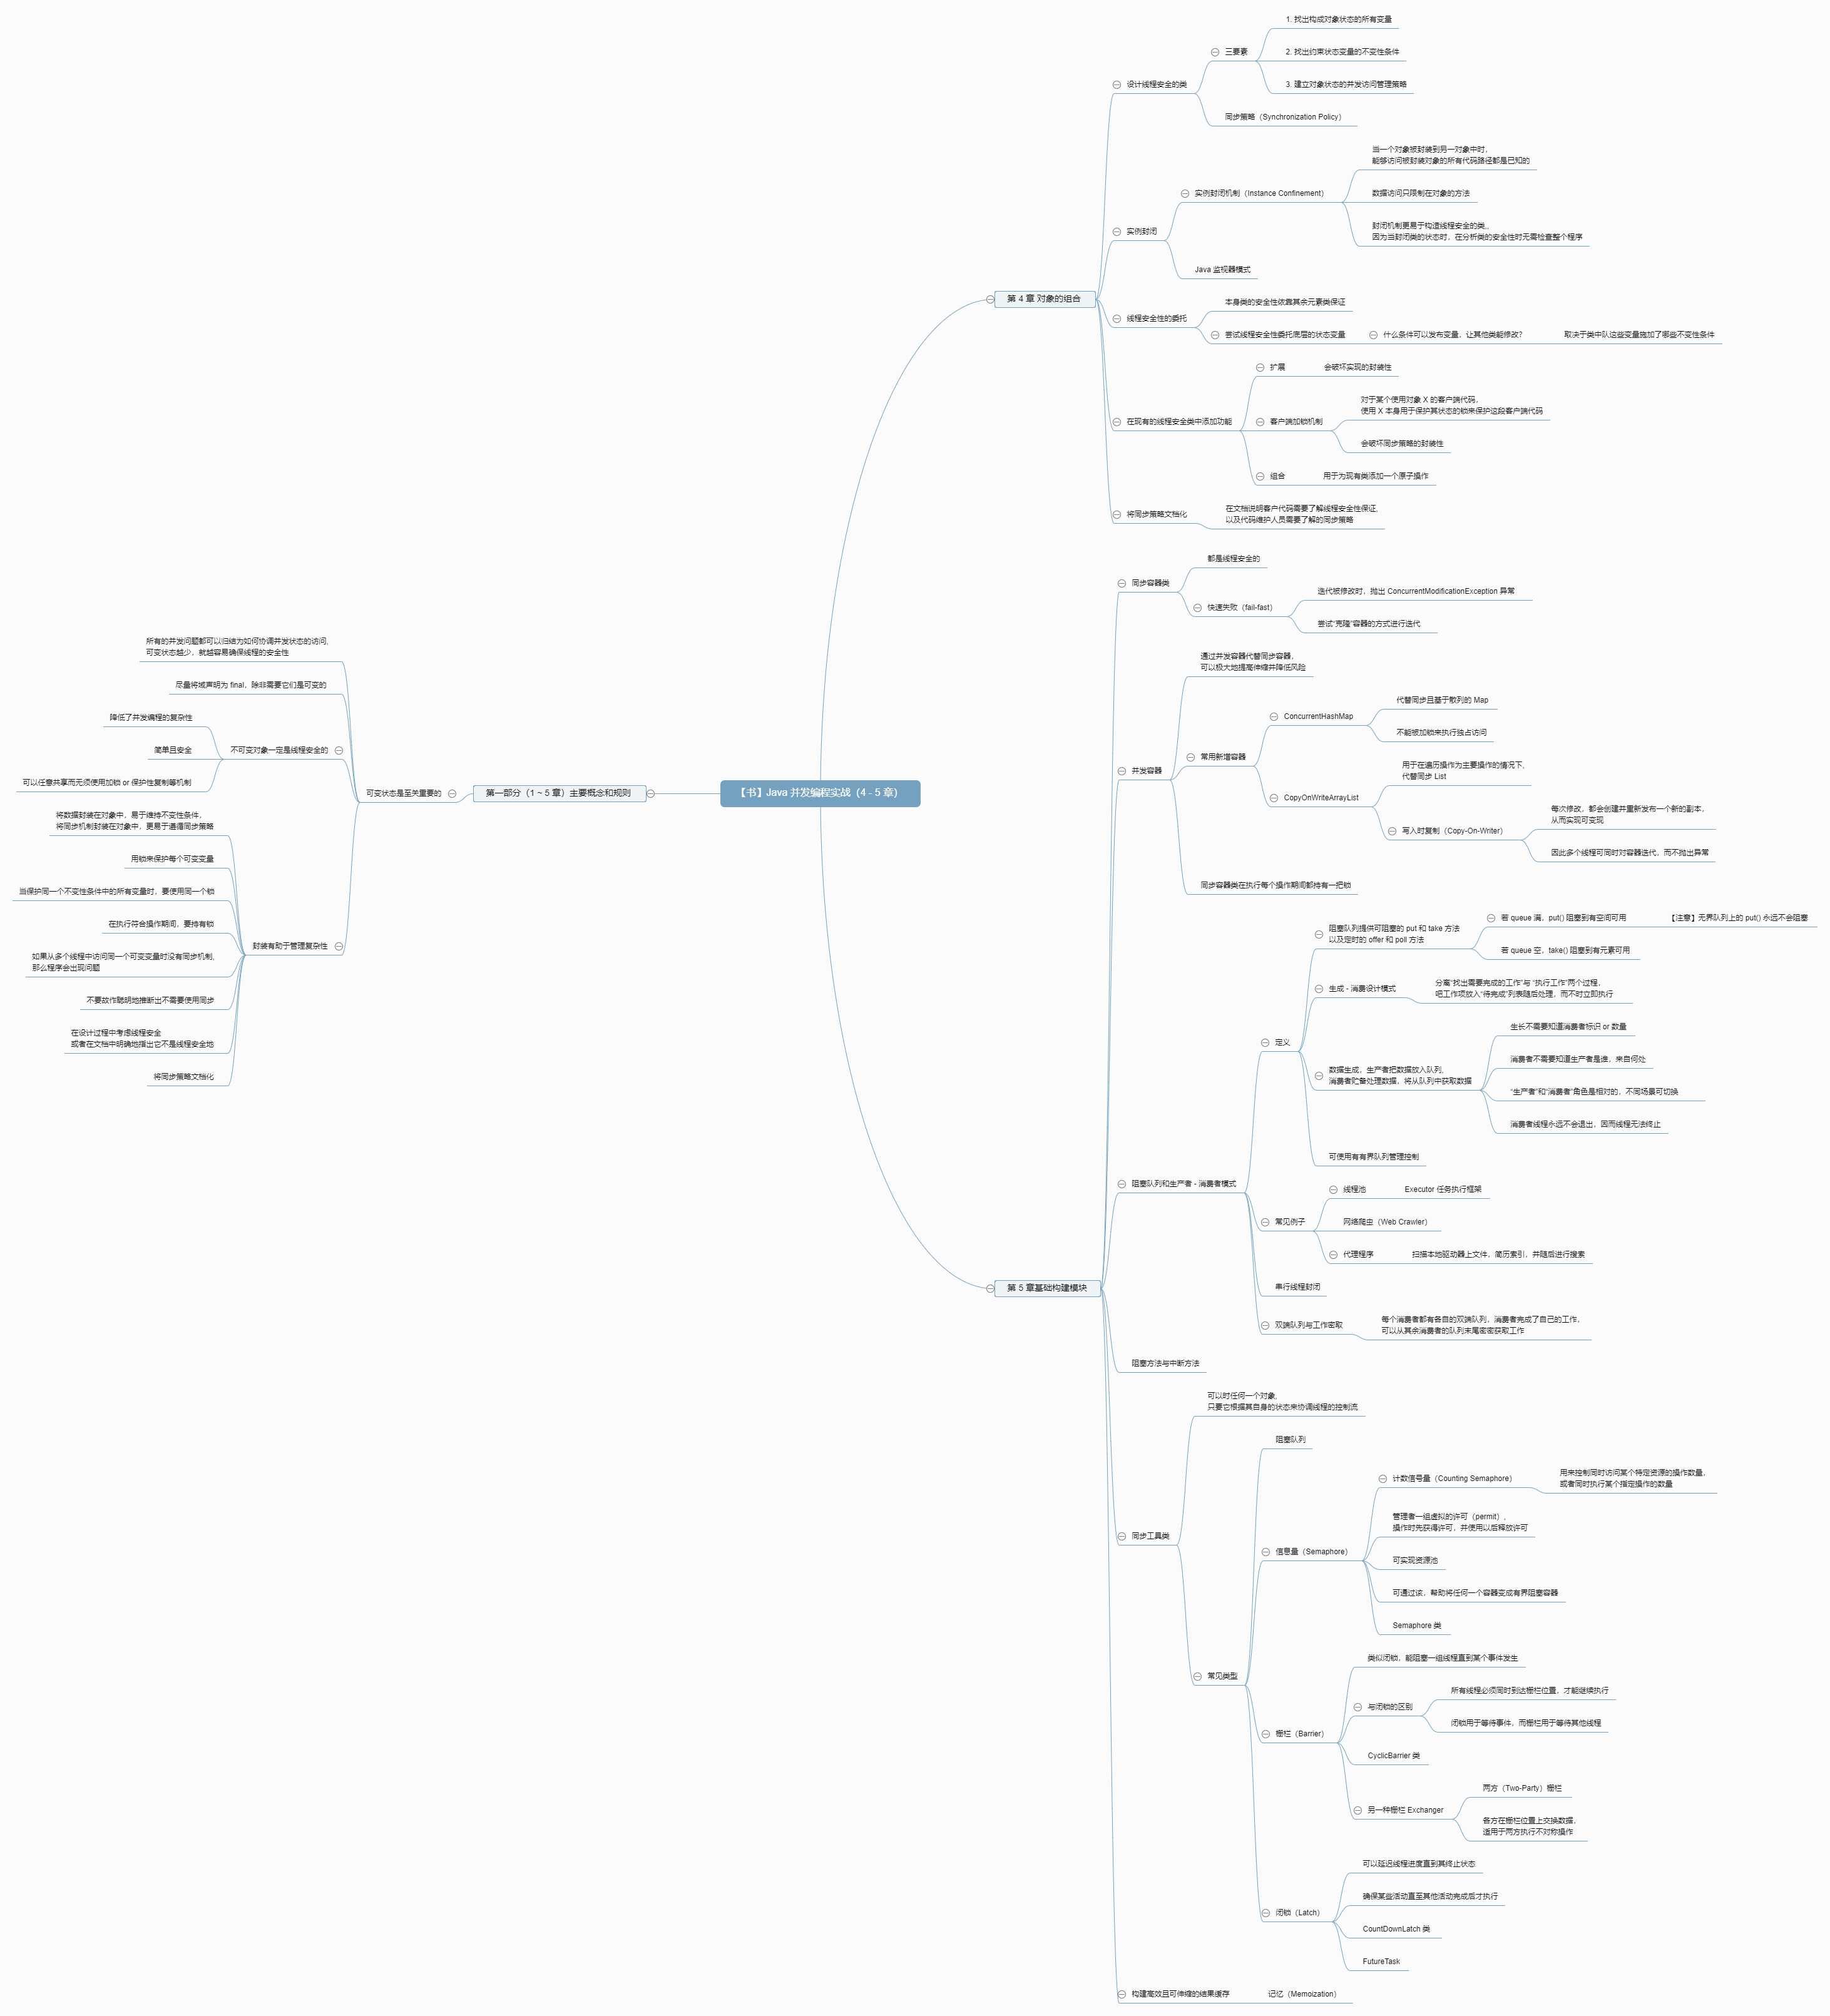 【书】Java 并发编程实战（4 - 5 章）
第 4 章 对象的组合
设计线程安全的类
三要素
1. 找出构成对象状态的所有变量
2. 找出约束状态变量的不变性条件
3. 建立对象状态的并发访问管理策略
同步策略（Synchronization Policy）
实例封闭
实例封闭机制（Instance Confinement）
当一个对象被封装到另一对象中时，
能够访问被封装对象的所有代码路径都是已知的
数据访问只限制在对象的方法
封闭机制更易于构造线程安全的类,,
因为当封闭类的状态时，在分析类的安全性时无需检查整个程序
Java 监视器模式
线程安全性的委托
本身类的安全性依靠其余元素类保证
尝试线程安全性委托底层的状态变量
什么条件可以发布变量，让其他类能修改？
取决于类中队这些变量施加了哪些不变性条件
在现有的线程安全类中添加功能
扩展
会破坏实现的封装性
客户端加锁机制
对于某个使用对象 X 的客户端代码，
使用 X 本身用于保护其状态的锁来保护这段客户端代码
会破坏同步策略的封装性
组合
用于为现有类添加一个原子操作
将同步策略文档化
在文档说明客户代码需要了解线程安全性保证,
以及代码维护人员需要了解的同步策略
第 5 章基础构建模块
同步容器类
都是线程安全的
快速失败（fail-fast）
迭代被修改时，抛出 ConcurrentModificationException 异常
尝试“克隆”容器的方式进行迭代
并发容器
通过并发容器代替同步容器，
可以极大地提高伸缩并降低风险
常用新增容器
ConcurrentHashMap
代替同步且基于散列的 Map
不能被加锁来执行独占访问
CopyOnWriteArrayList
用于在遍历操作为主要操作的情况下,
代替同步 List
写入时复制（Copy-On-Writer）
每次修改，都会创建并重新发布一个新的副本，
从而实现可变现
因此多个线程可同时对容器迭代，而不抛出异常
同步容器类在执行每个操作期间都持有一把锁
阻塞队列和生产者 - 消费者模式
定义
阻塞队列提供可阻塞的 put 和 take 方法
以及定时的 offer 和 poll 方法
若 queue 满，put() 阻塞到有空间可用
【注意】无界队列上的 put() 永远不会阻塞
若 queue 空，take() 阻塞到有元素可用
生成 - 消费设计模式
分离“找出需要完成的工作”与 “执行工作”两个过程，
吧工作项放入“待完成”列表随后处理，而不时立即执行
数据生成，生产者把数据放入队列,
消费者贮备处理数据，将从队列中获取数据
生长不需要知道消费者标识 or 数量
消费者不需要知道生产者是谁，来自何处
“生产者”和“消费者”角色是相对的，不同场景可切换
消费者线程永远不会退出，因而线程无法终止
可使用有有界队列管理控制
常见例子
线程池
Executor 任务执行框架
网络爬虫（Web Crawler）
代理程序
扫描本地驱动器上文件，简历索引，并随后进行搜索
串行线程封闭
双端队列与工作密取
每个消费者都有各自的双端队列，消费者完成了自己的工作，
可以从其余消费者的队列末尾密密获取工作
阻塞方法与中断方法
同步工具类
可以时任何一个对象,
只要它根据其自身的状态来协调线程的控制流
常见类型
阻塞队列
信息量（Semaphore）
计数信号量（Counting Semaphore）
用来控制同时访问某个特定资源的操作数量，
或者同时执行某个指定操作的数量
管理者一组虚拟的许可（permit），
操作时先获得许可、并使用以后释放许可
可实现资源池
可通过该，帮助将任何一个容器变成有界阻塞容器
Semaphore 类
栅栏（Barrier）
类似闭锁，能阻塞一组线程直到某个事件发生
与闭锁的区别
所有线程必须同时到达栅栏位置，才能继续执行
闭锁用于等待事件，而栅栏用于等待其他线程
CyclicBarrier 类
另一种栅栏 Exchanger
两方（Two-Party）栅栏
各方在栅栏位置上交换数据，
适用于两方执行不对称操作
闭锁（Latch）
可以延迟线程进度直到其终止状态
确保某些活动直至其他活动完成后才执行
CountDownLatch 类
FutureTask
构建高效且可伸缩的结果缓存
记忆（Memoization）
第一部分（1 ~ 5 章）主要概念和规则
可变状态是至关重要的
所有的并发问题都可以归结为如何协调并发状态的访问,
可变状态越少，就越容易确保线程的安全性
尽量将域声明为 final，除非需要它们是可变的
不可变对象一定是线程安全的
降低了并发编程的复杂性
简单且安全
可以任意共享而无须使用加锁 or 保护性复制等机制
封装有助于管理复杂性
将数据封装在对象中，易于维持不变性条件，
将同步机制封装在对象中，更易于遵循同步策略
用锁来保护每个可变变量
当保护同一个不变性条件中的所有变量时，要使用同一个锁
在执行符合操作期间，要持有锁
如果从多个线程中访问同一个可变变量时没有同步机制,
那么程序会出现问题
不要故作聪明地推断出不需要使用同步
在设计过程中考虑线程安全
或者在文档中明确地指出它不是线程安全地
将同步策略文档化